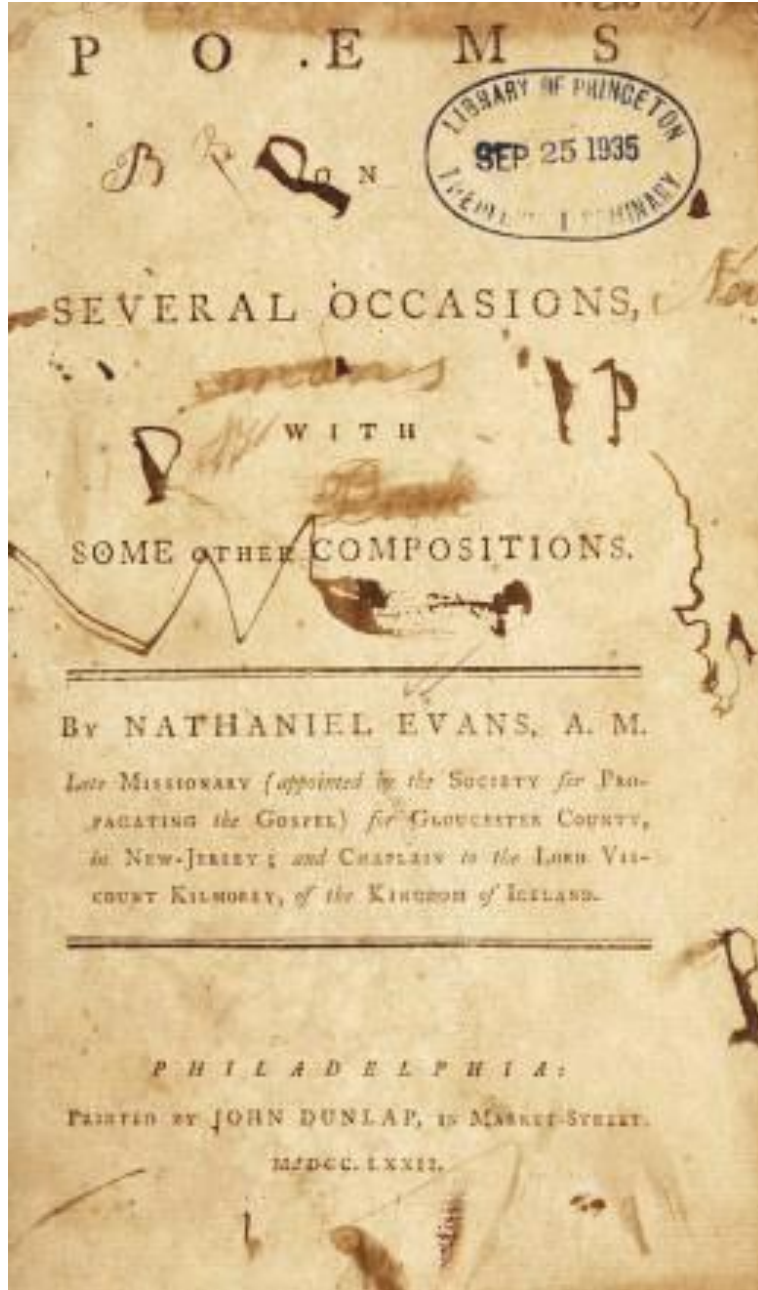 P O E M S
LIBRARY OF PRINCETON
SEP 25 1935
SEMINARY
O N
SEVERAL OCCASIONS,
WITH
SOME OTHER COMPOSITIONS.
By NATHANIEL EVANS, A. M.
Late MISSIONARY (appointed by the SOCIETY for PRO-
PAGATING the GOSPEL) for GLOUCESTER COUNTY,
in NEW-JERSEY; and CHAPLAIN to the LORD VIS-
COUNT KILMOREY, of the KINGDOM of IRELAND.
PHILADELPHIA:
PRINTED BY JOHN DUNLAP, IN MARKET-STREET.
M,DCC,LXXII.